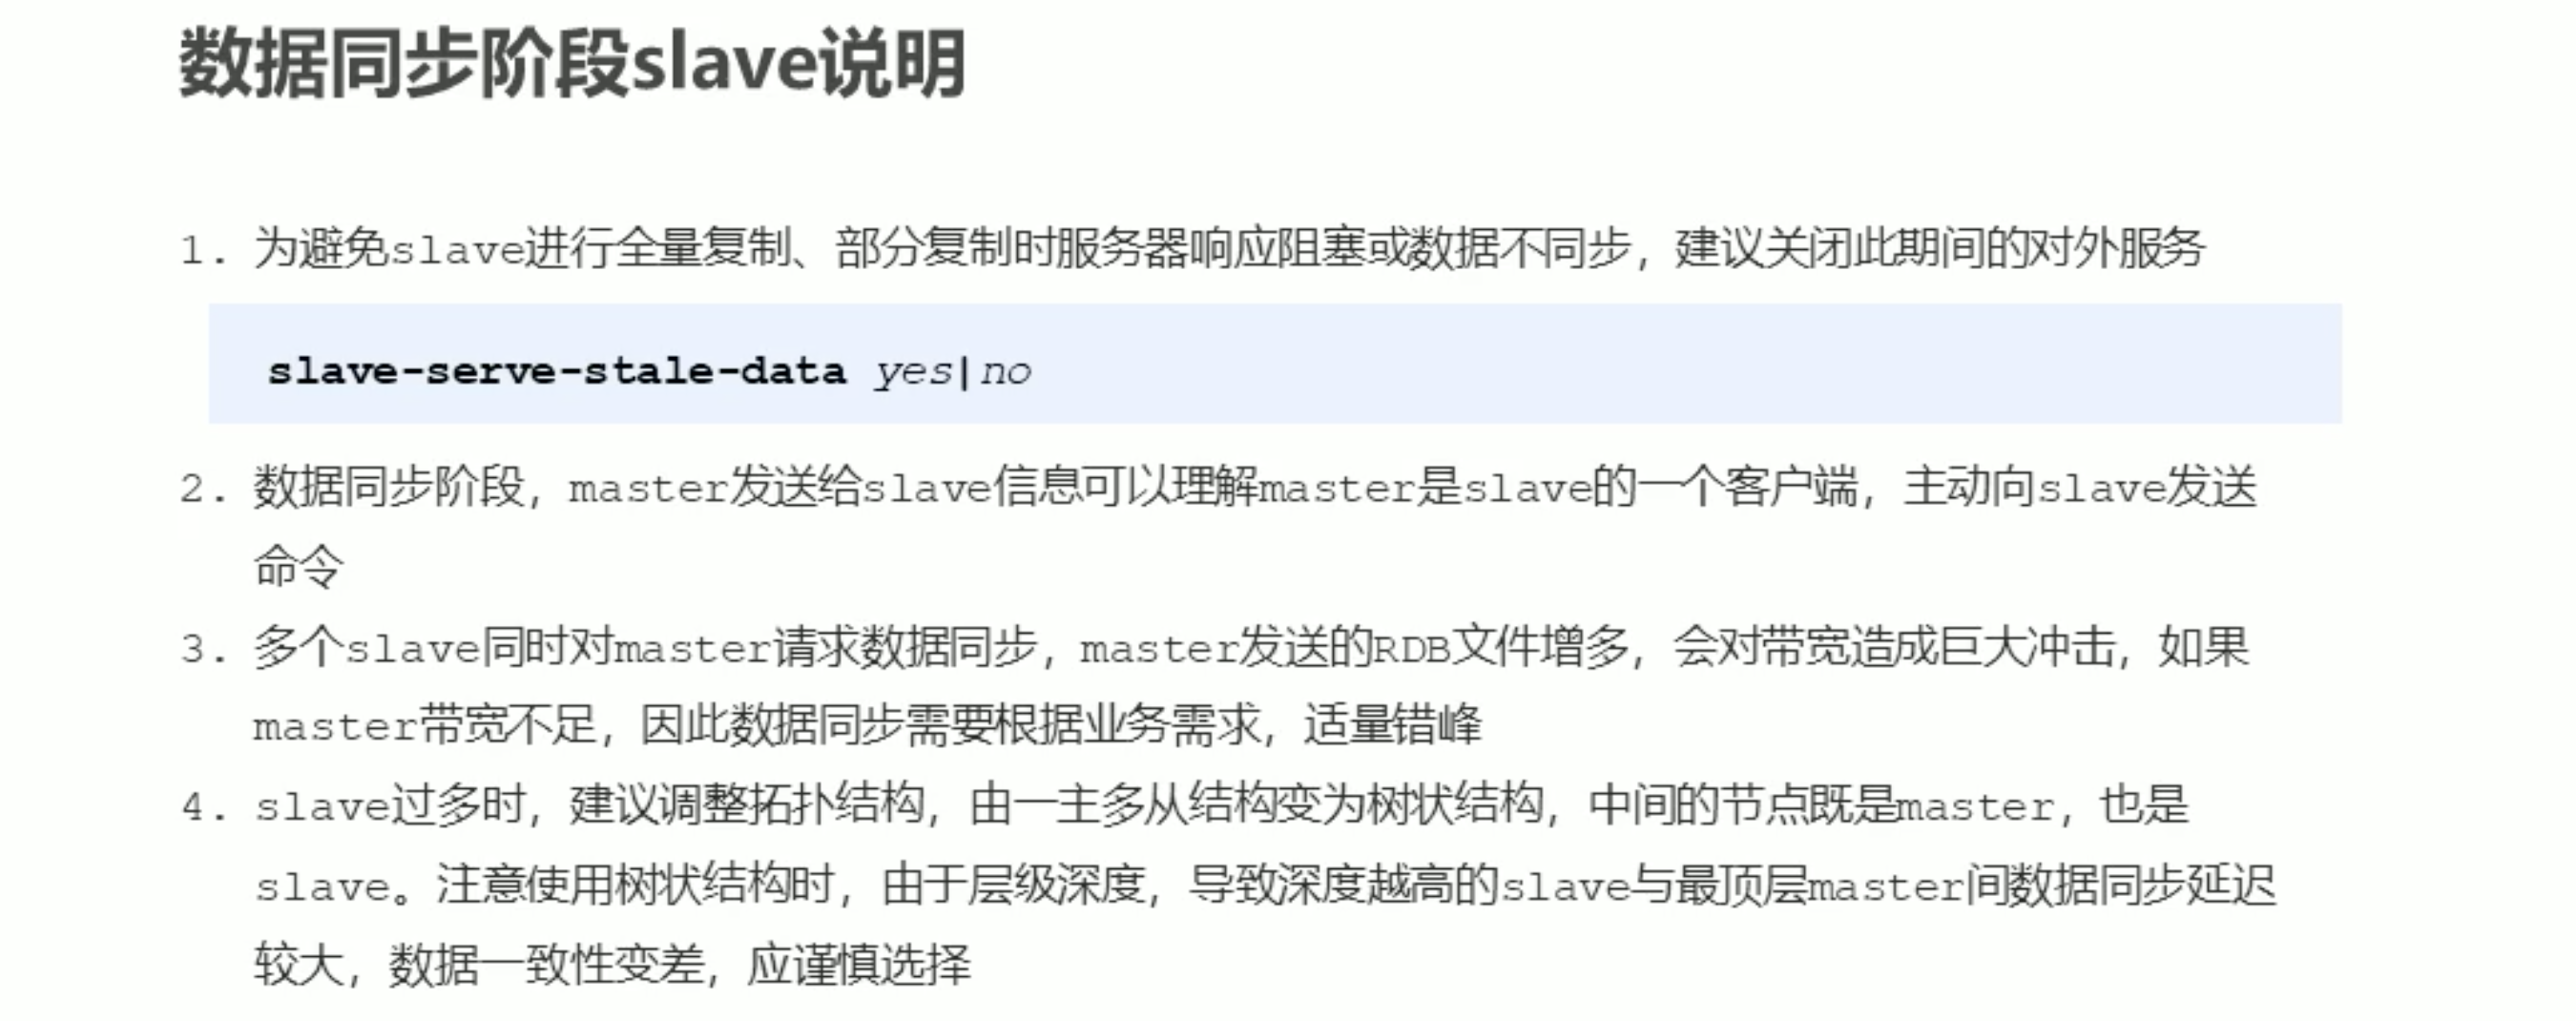 数据同步阶段slave说明
1. 为避免slave进行全量复制、部分复制时服务器响应阻塞或数据不同步，建议关闭此期间的对外服务
slave-serve-stale-data yes|no
2. 数据同步阶段，master发送给slave信息可以理解master是slave的一个客户端，主动向slave发送
命令
3. 多个slave同时对master请求数据同步，master发送的RDB文件增多，会对带宽造成巨大冲击，如果
master带宽不足，因此数据同步需要根据业务需求，适量错峰
4. slave过多时，建议调整拓扑结构，由一主多从结构变为树状结构，中间的节点既是master，也是
slave。注意使用树状结构时，由于层级深度，导致深度越高的slave与最顶层master间数据同步延迟
较大，数据一致性变差，应谨慎选择